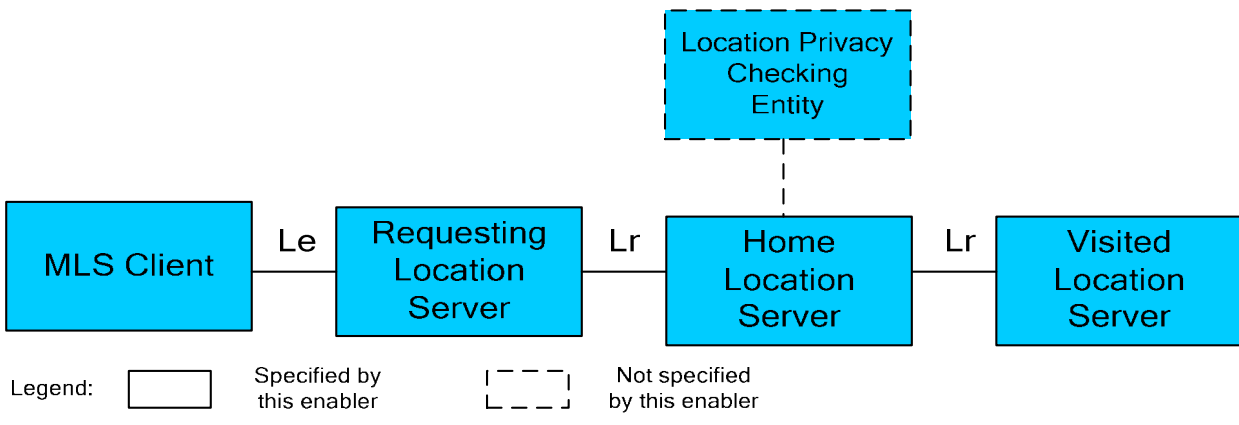 Location Privacy
Checking
Entity
MLS Client
Le
Requesting
Location
Server
Lr
Home
Location
Server
Lr
Visited
Location
Server
Legend:
Specified by
this enabler
Not specified
by this enabler